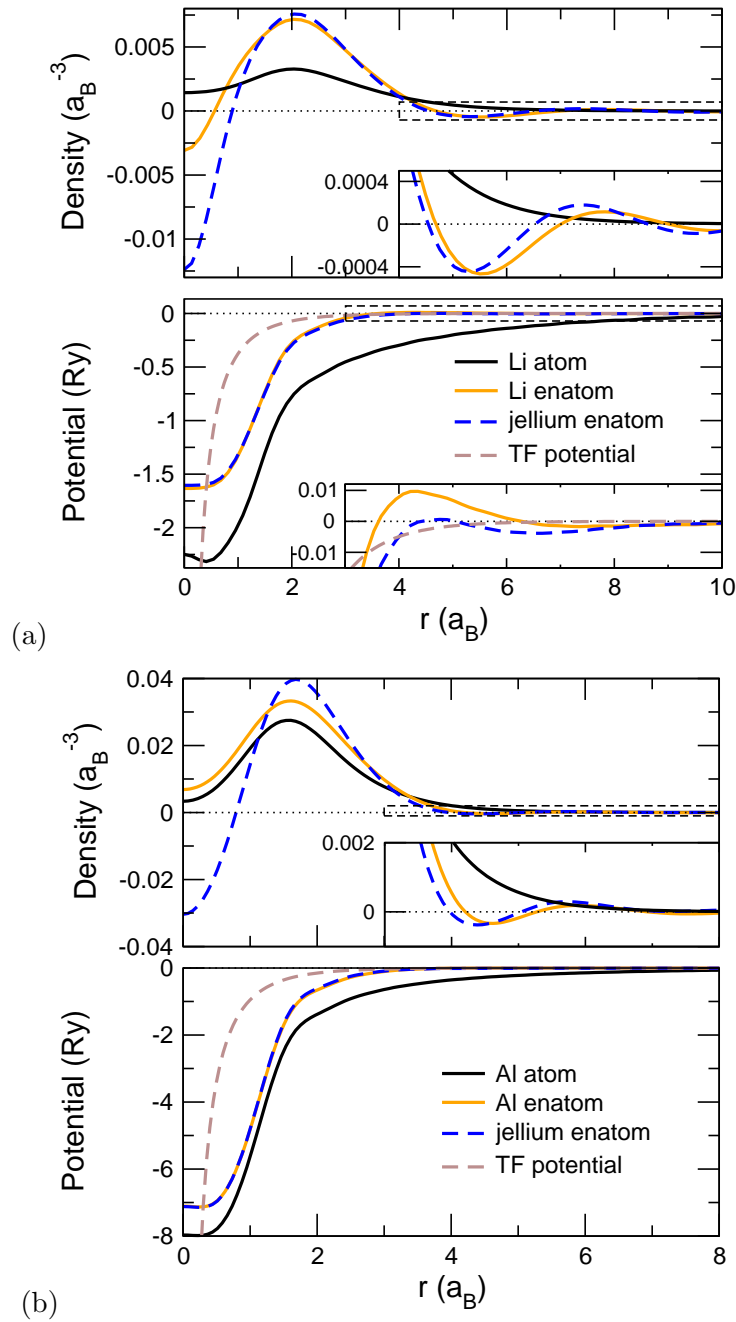 0.005
0
-0.005
-0.01
Density (a_B^-3)
0.0004
0
-0.0004
0
-0.5
-1
-1.5
-2
Potential (Ry)
Li atom
Li enatom
jellium enatom
TF potential
0.01
0
-0.01
0 2 4 6 8 10
r (a_B)
(a)
0.04
0.02
0
-0.02
-0.04
Density (a_B^-3)
0.002
0
0
-2
-4
-6
-8
Potential (Ry)
Al atom
Al enatom
jellium enatom
TF potential
0 2 4 6 8
r (a_B)
(b)